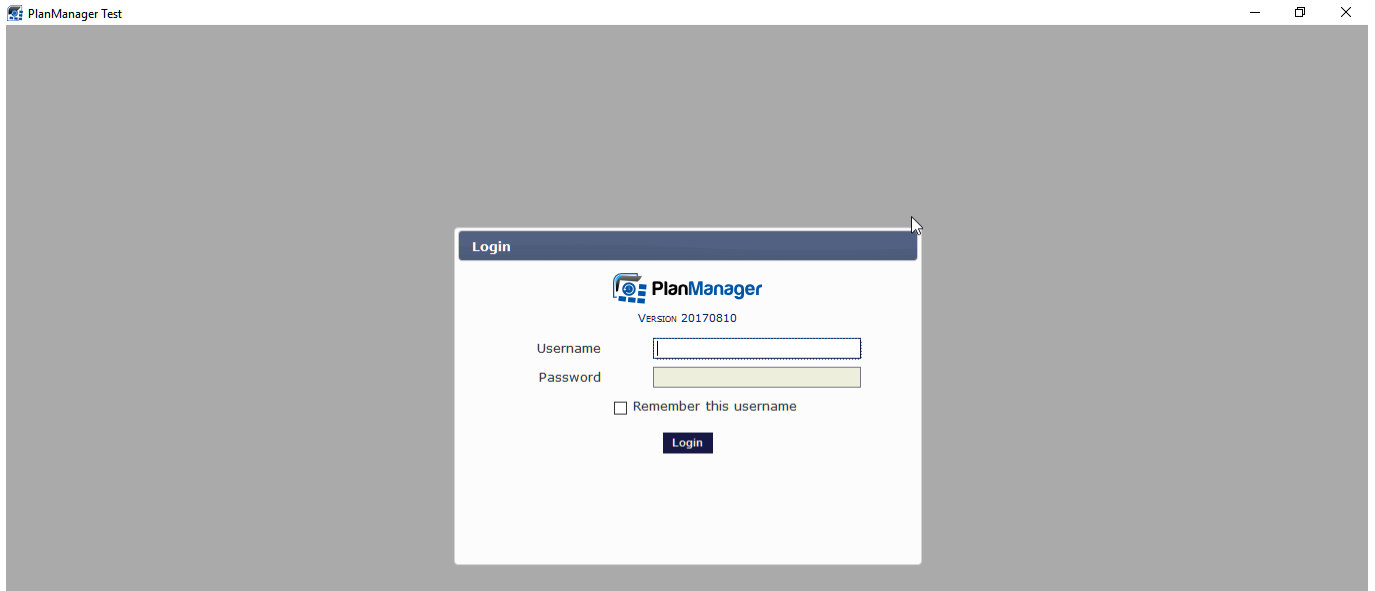 PlanManager Test
Login
PlanManager
Version 20170810
Username
Password
Remember this username
Login